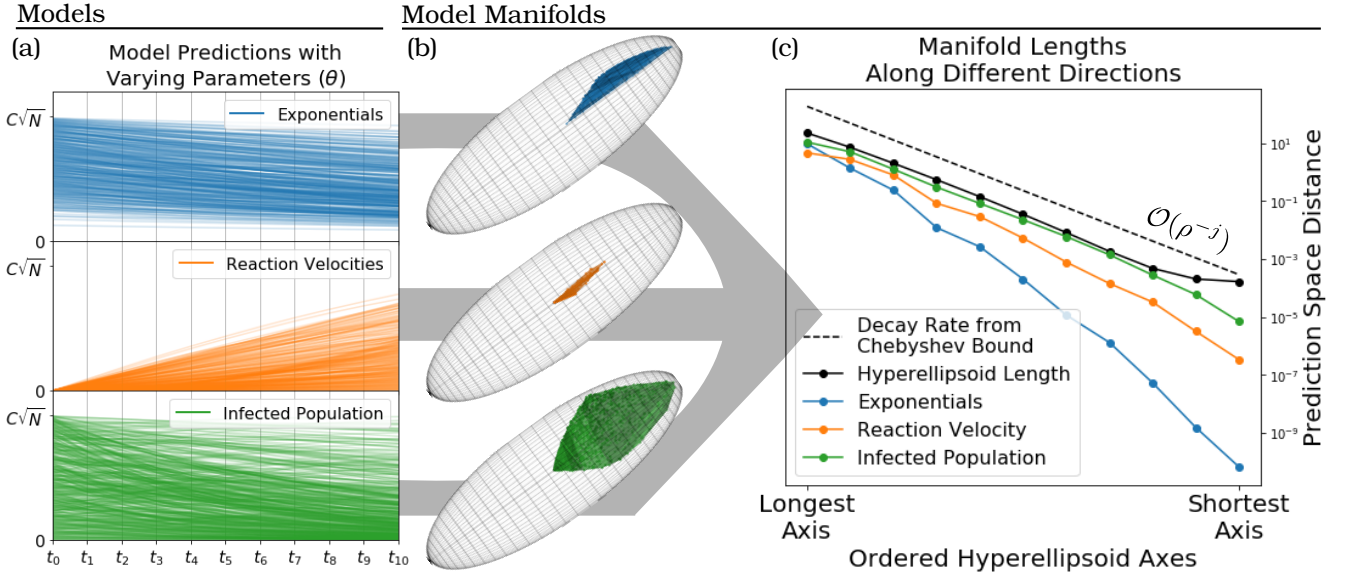 Models
Model Manifolds
(a)
Model Predictions with
Varying Parameters (θ)
C√N
Exponentials
0
C√N
Reaction Velocities
0
C√N
Infected Population
0
t₀ t₁ t₂ t₃ t₄ t₅ t₆ t₇ t₈ t₉ t₁₀
(b)
(c)
Manifold Lengths
Along Different Directions
𝒪(ρ⁻ʲ)
10¹
10⁻¹
10⁻³
10⁻⁵
10⁻⁷
10⁻⁹
Prediction Space Distance
Decay Rate from
Chebyshev Bound
Hyperellipsoid Length
Exponentials
Reaction Velocity
Infected Population
Longest
Axis
Shortest
Axis
Ordered Hyperellipsoid Axes